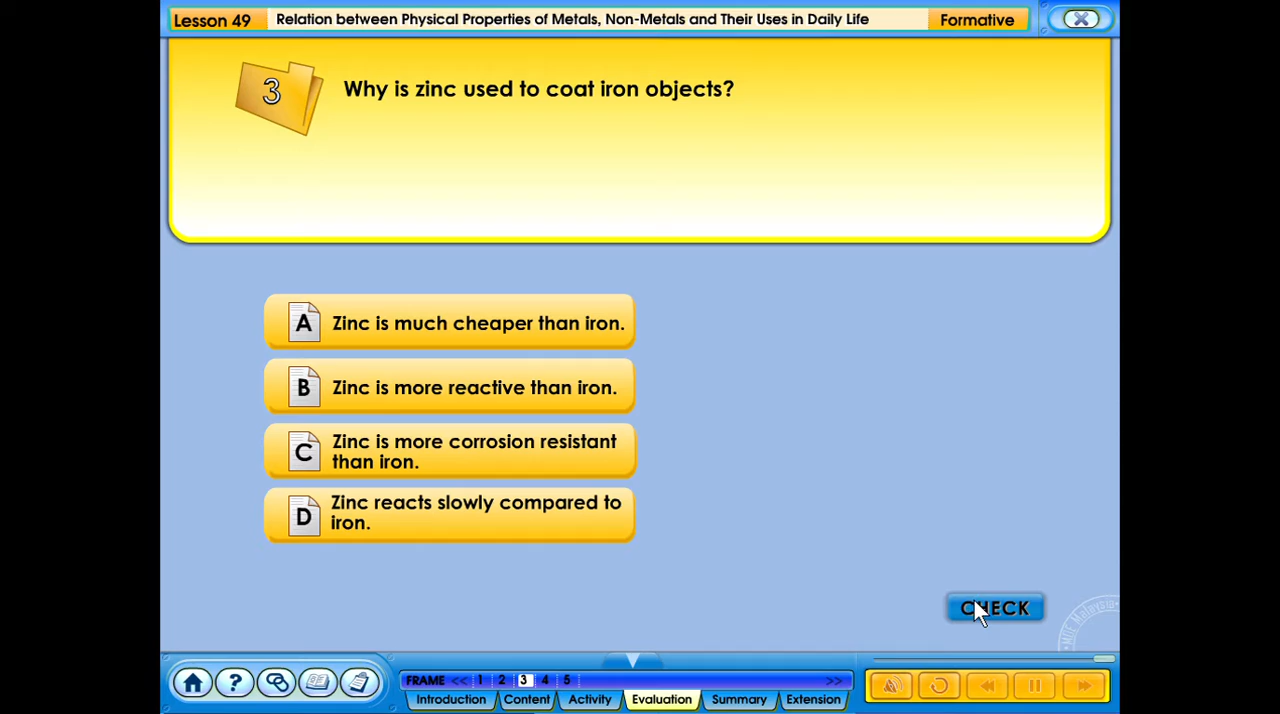 Lesson 49 Relation between Physical Properties of Metals, Non-Metals and Their Uses in Daily Life Formative
3 Why is zinc used to coat iron objects?
A Zinc is much cheaper than iron.
B Zinc is more reactive than iron.
C Zinc is more corrosion resistant
than iron.
D Zinc reacts slowly compared to
iron.
CHECK
FRAME << 1 2 3 4 5 >>
Introduction Content Activity Evaluation Summary Extension